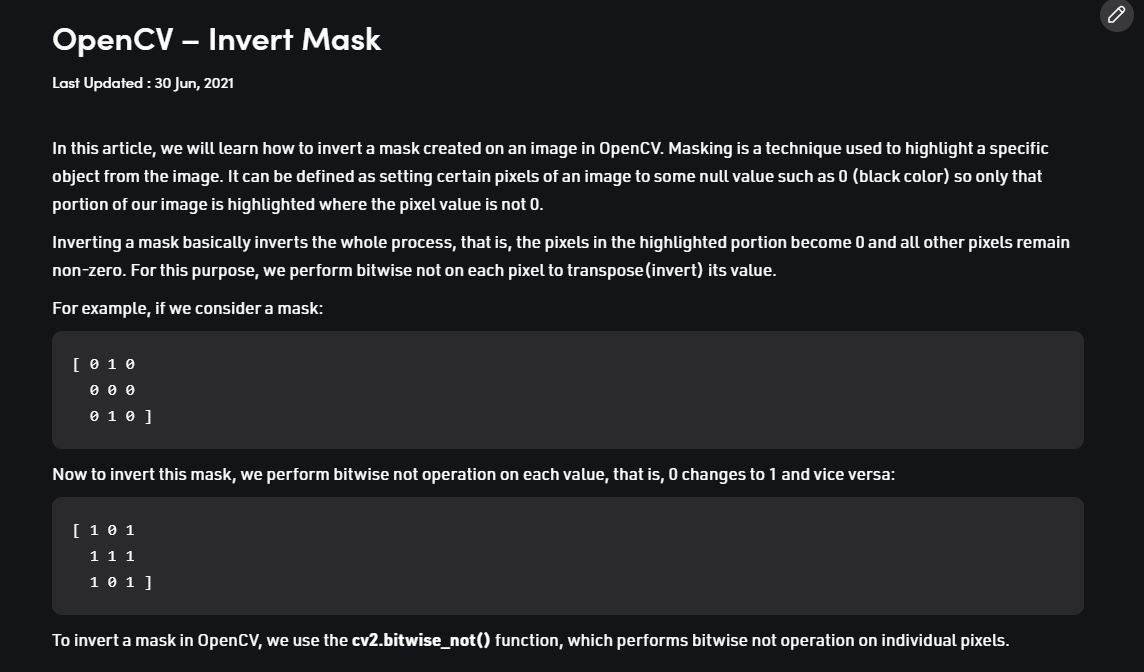 OpenCV – Invert Mask
Last Updated : 30 Jun, 2021
In this article, we will learn how to invert a mask created on an image in OpenCV. Masking is a technique used to highlight a specific
object from the image. It can be defined as setting certain pixels of an image to some null value such as 0 (black color) so only that
portion of our image is highlighted where the pixel value is not 0.
Inverting a mask basically inverts the whole process, that is, the pixels in the highlighted portion become 0 and all other pixels remain
non-zero. For this purpose, we perform bitwise not on each pixel to transpose(invert) its value.
For example, if we consider a mask:
[ 0 1 0
0 0 0
0 1 0 ]
Now to invert this mask, we perform bitwise not operation on each value, that is, 0 changes to 1 and vice versa:
[ 1 0 1
1 1 1
1 0 1 ]
To invert a mask in OpenCV, we use the cv2.bitwise_not() function, which performs bitwise not operation on individual pixels.